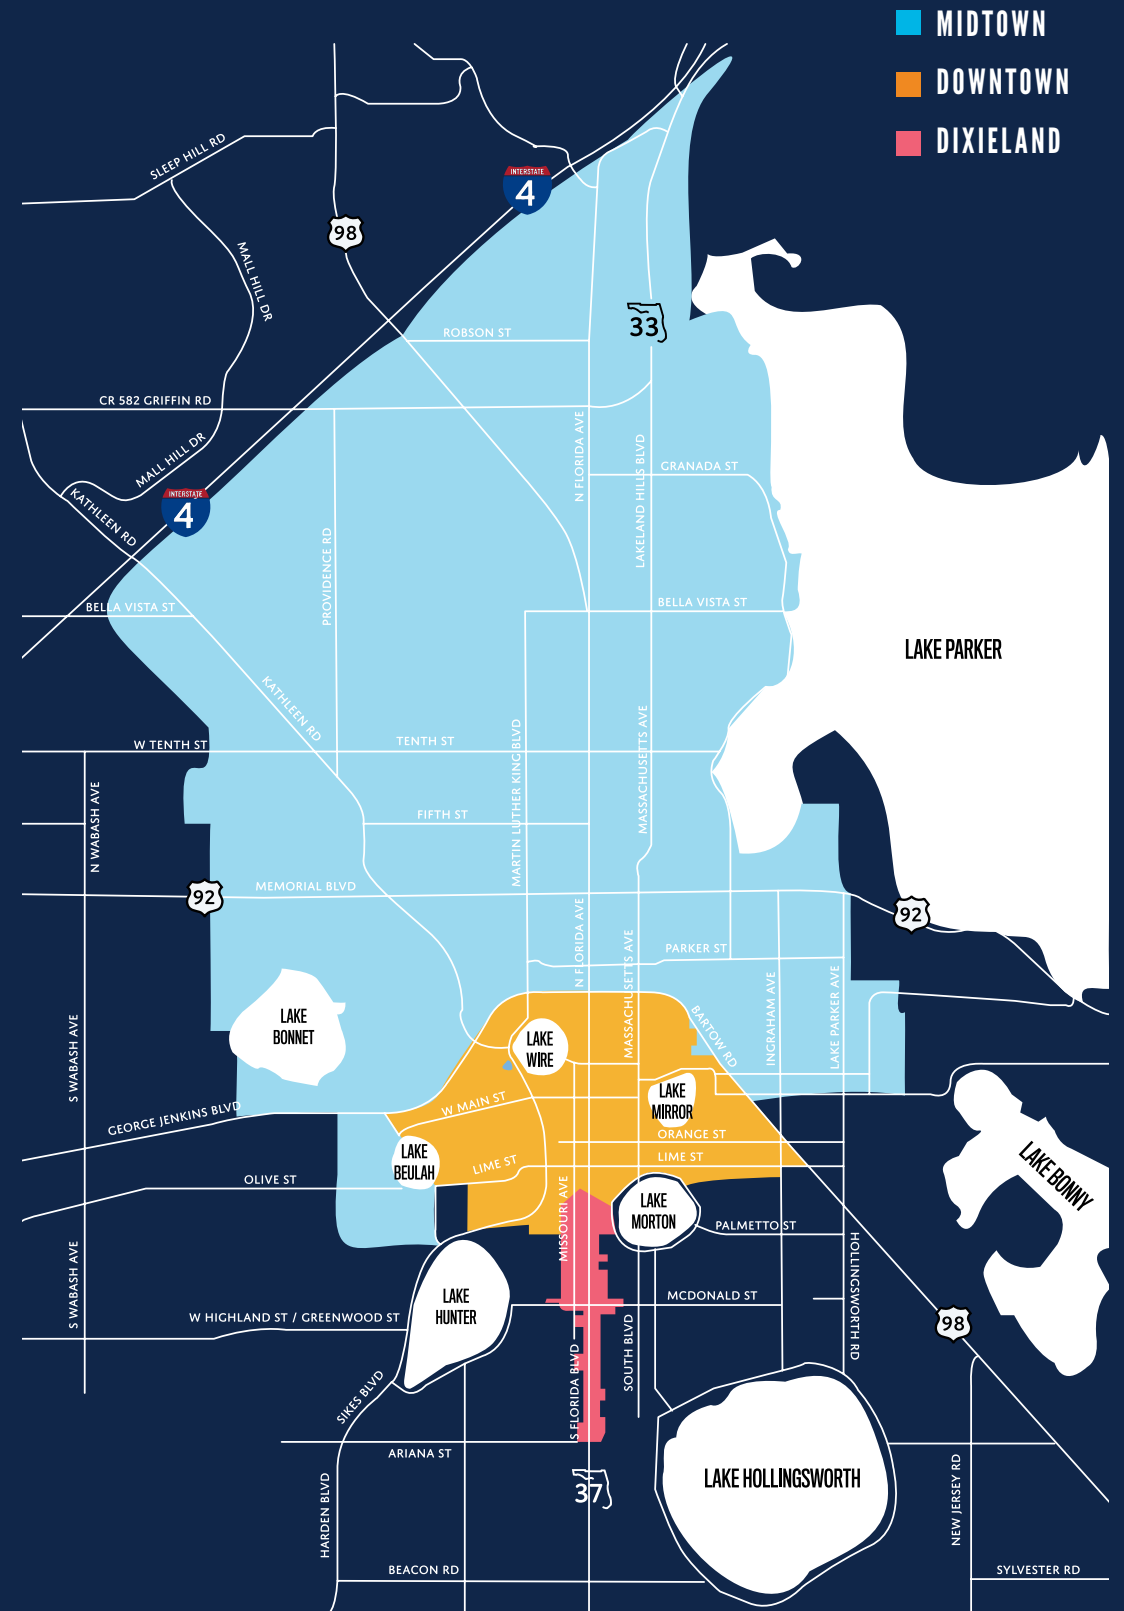 MIDTOWN
DOWNTOWN
DIXIELAND
SLEEP HILL RD
INTERSTATE
4
98
MALL HILL DR
33
ROBSON ST
CR 582 GRIFFIN RD
N FLORIDA AVE
LAKELAND HILLS BLVD
GRANADA ST
MALL HILL DR
KATHLEEN RD
INTERSTATE
4
PROVIDENCE RD
BELLA VISTA ST
BELLA VISTA ST
LAKE PARKER
KATHLEEN RD
W TENTH ST
TENTH ST
MARTIN LUTHER KING BLVD
MASSACHUSETTS AVE
N WABASH AVE
FIFTH ST
MEMORIAL BLVD
92
92
N FLORIDA AVE
MASSACHUSETTS AVE
PARKER ST
INGRAHAM AVE
LAKE PARKER AVE
LAKE
BONNET
LAKE
WIRE
BARTOW RD
S WABASH AVE
LAKE
MIRROR
W MAIN ST
GEORGE JENKINS BLVD
ORANGE ST
LAKE
BEULAH
LIME ST
LIME ST
LAKE BONNY
OLIVE ST
MISSOURI AVE
LAKE
MORTON
PALMETTO ST
S WABASH AVE
HOLLINGSWORTH RD
LAKE
HUNTER
MCDONALD ST
W HIGHLAND ST / GREENWOOD ST
98
SOUTH BLVD
S FLORIDA BLVD
SIKES BLVD
ARIANA ST
LAKE HOLLINGSWORTH
37
HARDEN BLVD
NEW JERSEY RD
BEACON RD
SYLVESTER RD